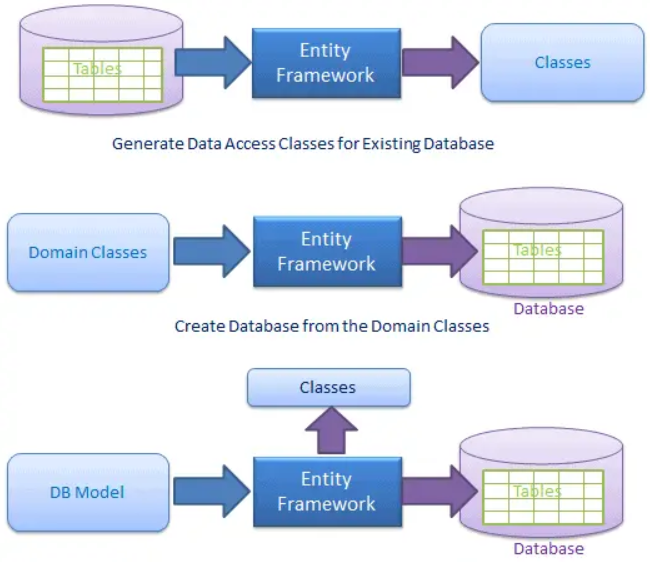 Tables
Entity
Framework
Classes
Generate Data Access Classes for Existing Database
Domain Classes
Entity
Framework
Tables
Database
Create Database from the Domain Classes
Classes
DB Model
Entity
Framework
Tables
Database